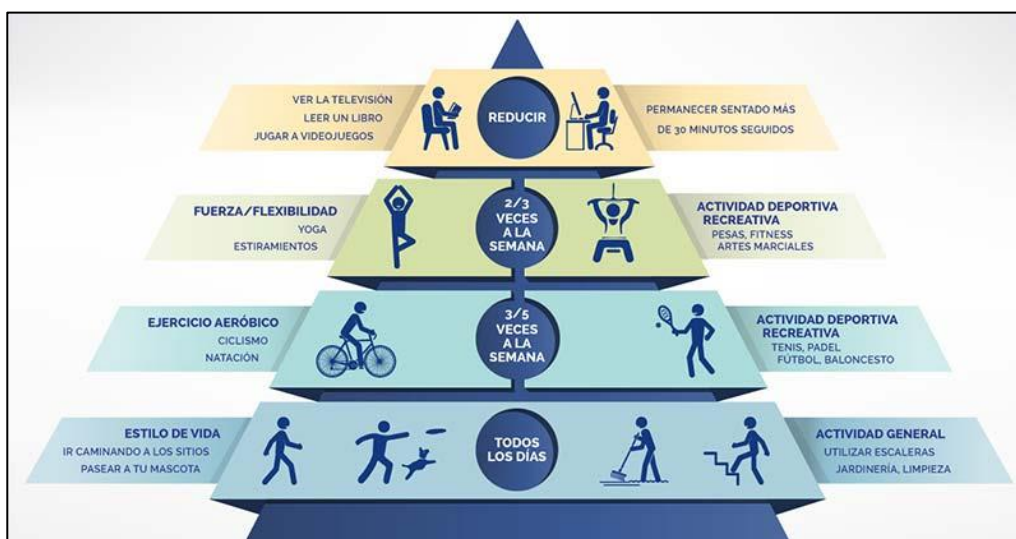 VER LA TELEVISIÓN
LEER UN LIBRO
JUGAR A VIDEOJUEGOS
REDUCIR
PERMANECER SENTADO MÁS
DE 30 MINUTOS SEGUIDOS
FUERZA/FLEXIBILIDAD
YOGA
ESTIRAMIENTOS
2/3
VECES
A LA
SEMANA
ACTIVIDAD DEPORTIVA
RECREATIVA
PESAS, FITNESS
ARTES MARCIALES
EJERCICIO AERÓBICO
CICLISMO
NATACIÓN
3/5
VECES
A LA
SEMANA
ACTIVIDAD DEPORTIVA
RECREATIVA
TENIS, PADEL
FÚTBOL, BALONCESTO
ESTILO DE VIDA
IR CAMINANDO A LOS SITIOS
PASEAR A TU MASCOTA
TODOS
LOS DÍAS
ACTIVIDAD GENERAL
UTILIZAR ESCALERAS
JARDINERÍA, LIMPIEZA